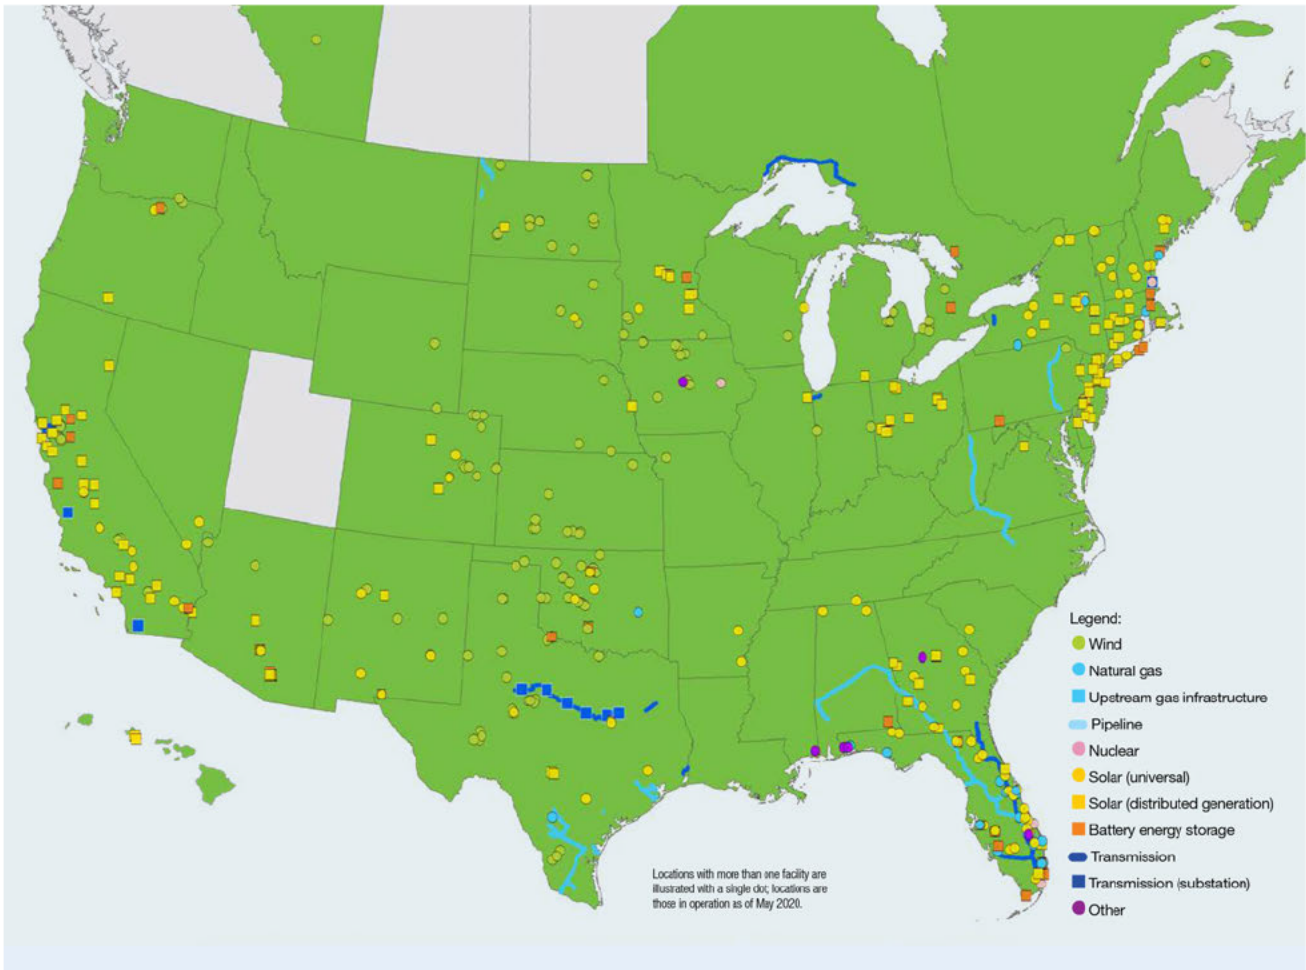 Legend:
Wind
Natural gas
Upstream gas infrastructure
Pipeline
Nuclear
Solar (universal)
Solar (distributed generation)
Battery energy storage
Transmission
Transmission (substation)
Other
Locations with more than one facility are
illustrated with a single dot; locations are
those in operation as of May 2020.